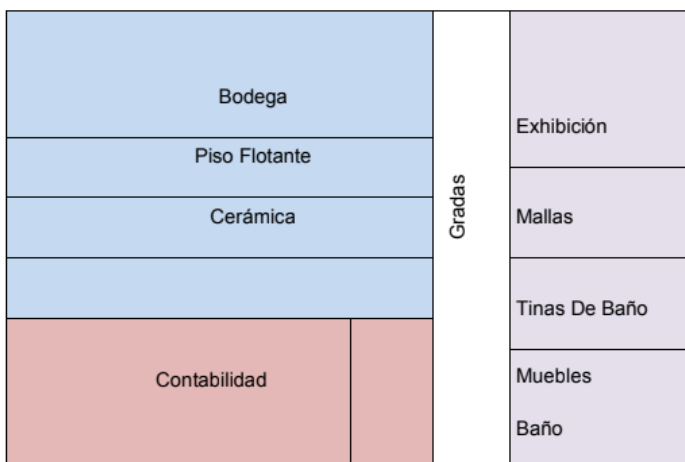 Bodega
Piso Flotante
Cerámica
Contabilidad
Gradas
Exhibición
Mallas
Tinas De Baño
Muebles
Baño